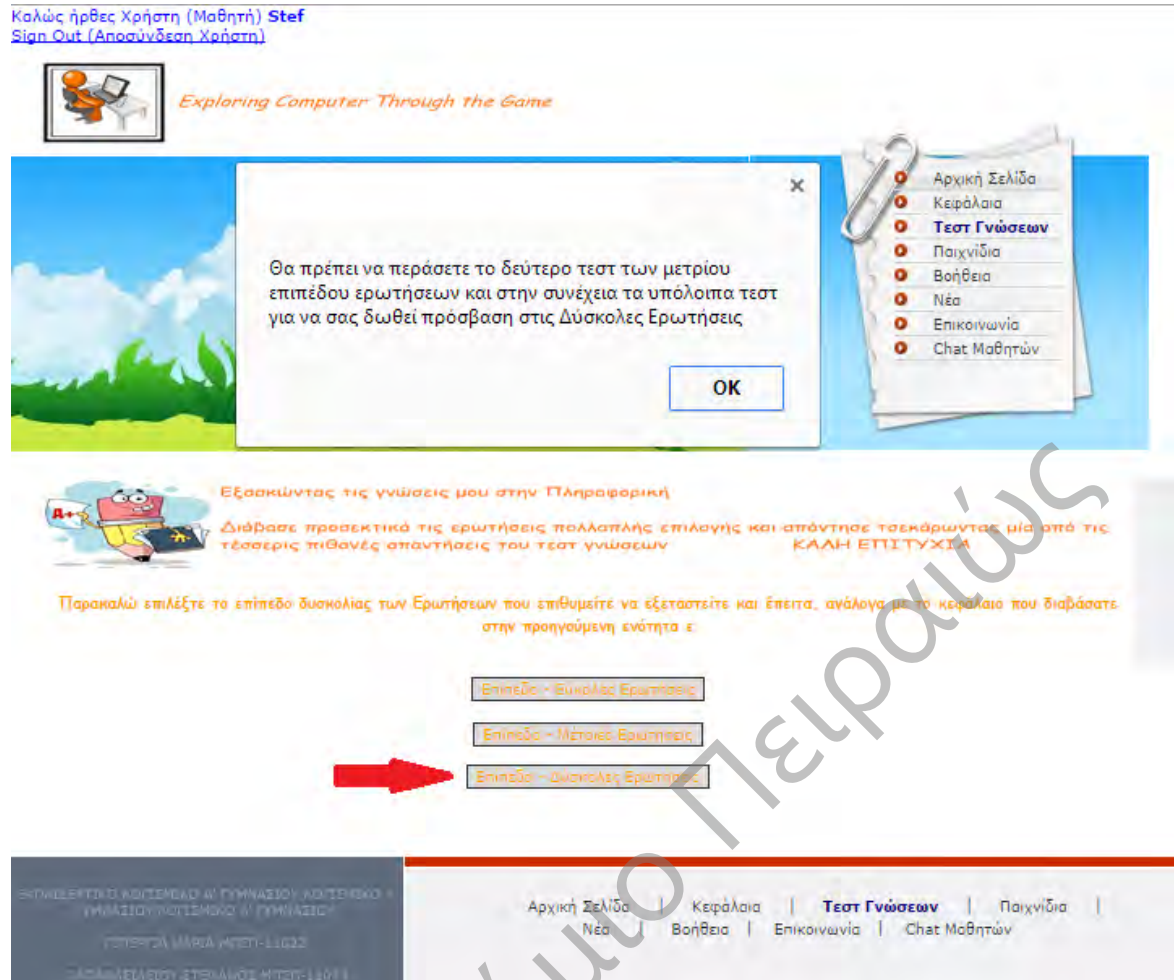 Καλώς ήρθες Χρήστη (Μαθητή) Stef
Sign Out (Αποσύνδεση Χρήστη)
Exploring Computer Through the Game
Αρχική Σελίδα
Κεφάλαια
Τεστ Γνώσεων
Παιχνίδια
Βοήθεια
Νέα
Επικοινωνία
Chat Μαθητών
×
Θα πρέπει να περάσετε το δεύτερο τεστ των μετρίου
επιπέδου ερωτήσεων και στην συνέχεια τα υπόλοιπα τεστ
για να σας δωθεί πρόσβαση στις Δύσκολες Ερωτήσεις
OK
A+
Εξασκώντας τις γνώσεις μου στην Πληροφορική
Διάβασε προσεκτικά τις ερωτήσεις πολλαπλής επιλογής και απάντησε τσεκάρωντας μία από τις
τέσσερις πιθανές απαντήσεις του τεστ γνώσεων ΚΑΛΗ ΕΠΙΤΥΧΙΑ
Παρακαλώ επιλέξτε το επίπεδο δυσκολίας των Ερωτήσεων που επιθυμείτε να εξεταστείτε και έπειτα, ανάλογα με το κεφάλαιο που διαβάσατε
στην προηγούμενη ενότητα ε
Επίπεδο - Εύκολες Ερωτήσεις
Επίπεδο - Μέτριες Ερωτήσεις
Επίπεδο - Δύσκολες Ερωτήσεις
Αρχική Σελίδα | Κεφάλαια | Τεστ Γνώσεων | Παιχνίδια |
Νέα | Βοήθεια | Επικοινωνία | Chat Μαθητών
Πειραιώς